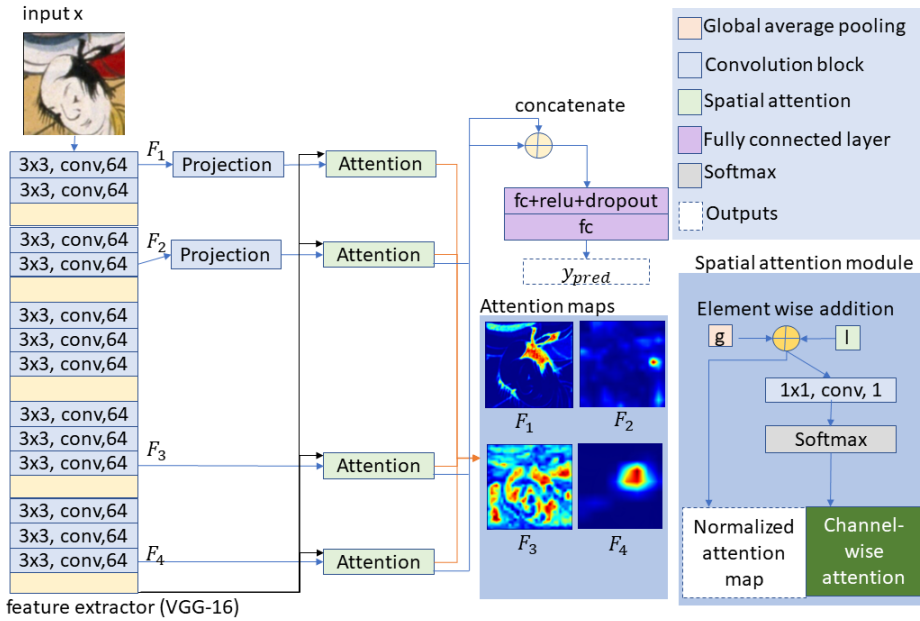 input x
3x3, conv,64
3x3, conv,64
3x3, conv,64
3x3, conv,64
3x3, conv,64
3x3, conv,64
3x3, conv,64
3x3, conv,64
3x3, conv,64
3x3, conv,64
3x3, conv,64
3x3, conv,64
3x3, conv,64
feature extractor (VGG-16)
F1
F2
F3
F4
Projection
Projection
Attention
Attention
Attention
Attention
concatenate
fc+relu+dropout
fc
ypred
Attention maps
F1
F2
F3
F4
Global average pooling
Convolution block
Spatial attention
Fully connected layer
Softmax
Outputs
Spatial attention module
Element wise addition
g
l
1x1, conv, 1
Softmax
Normalized
attention
map
Channel-
wise
attention